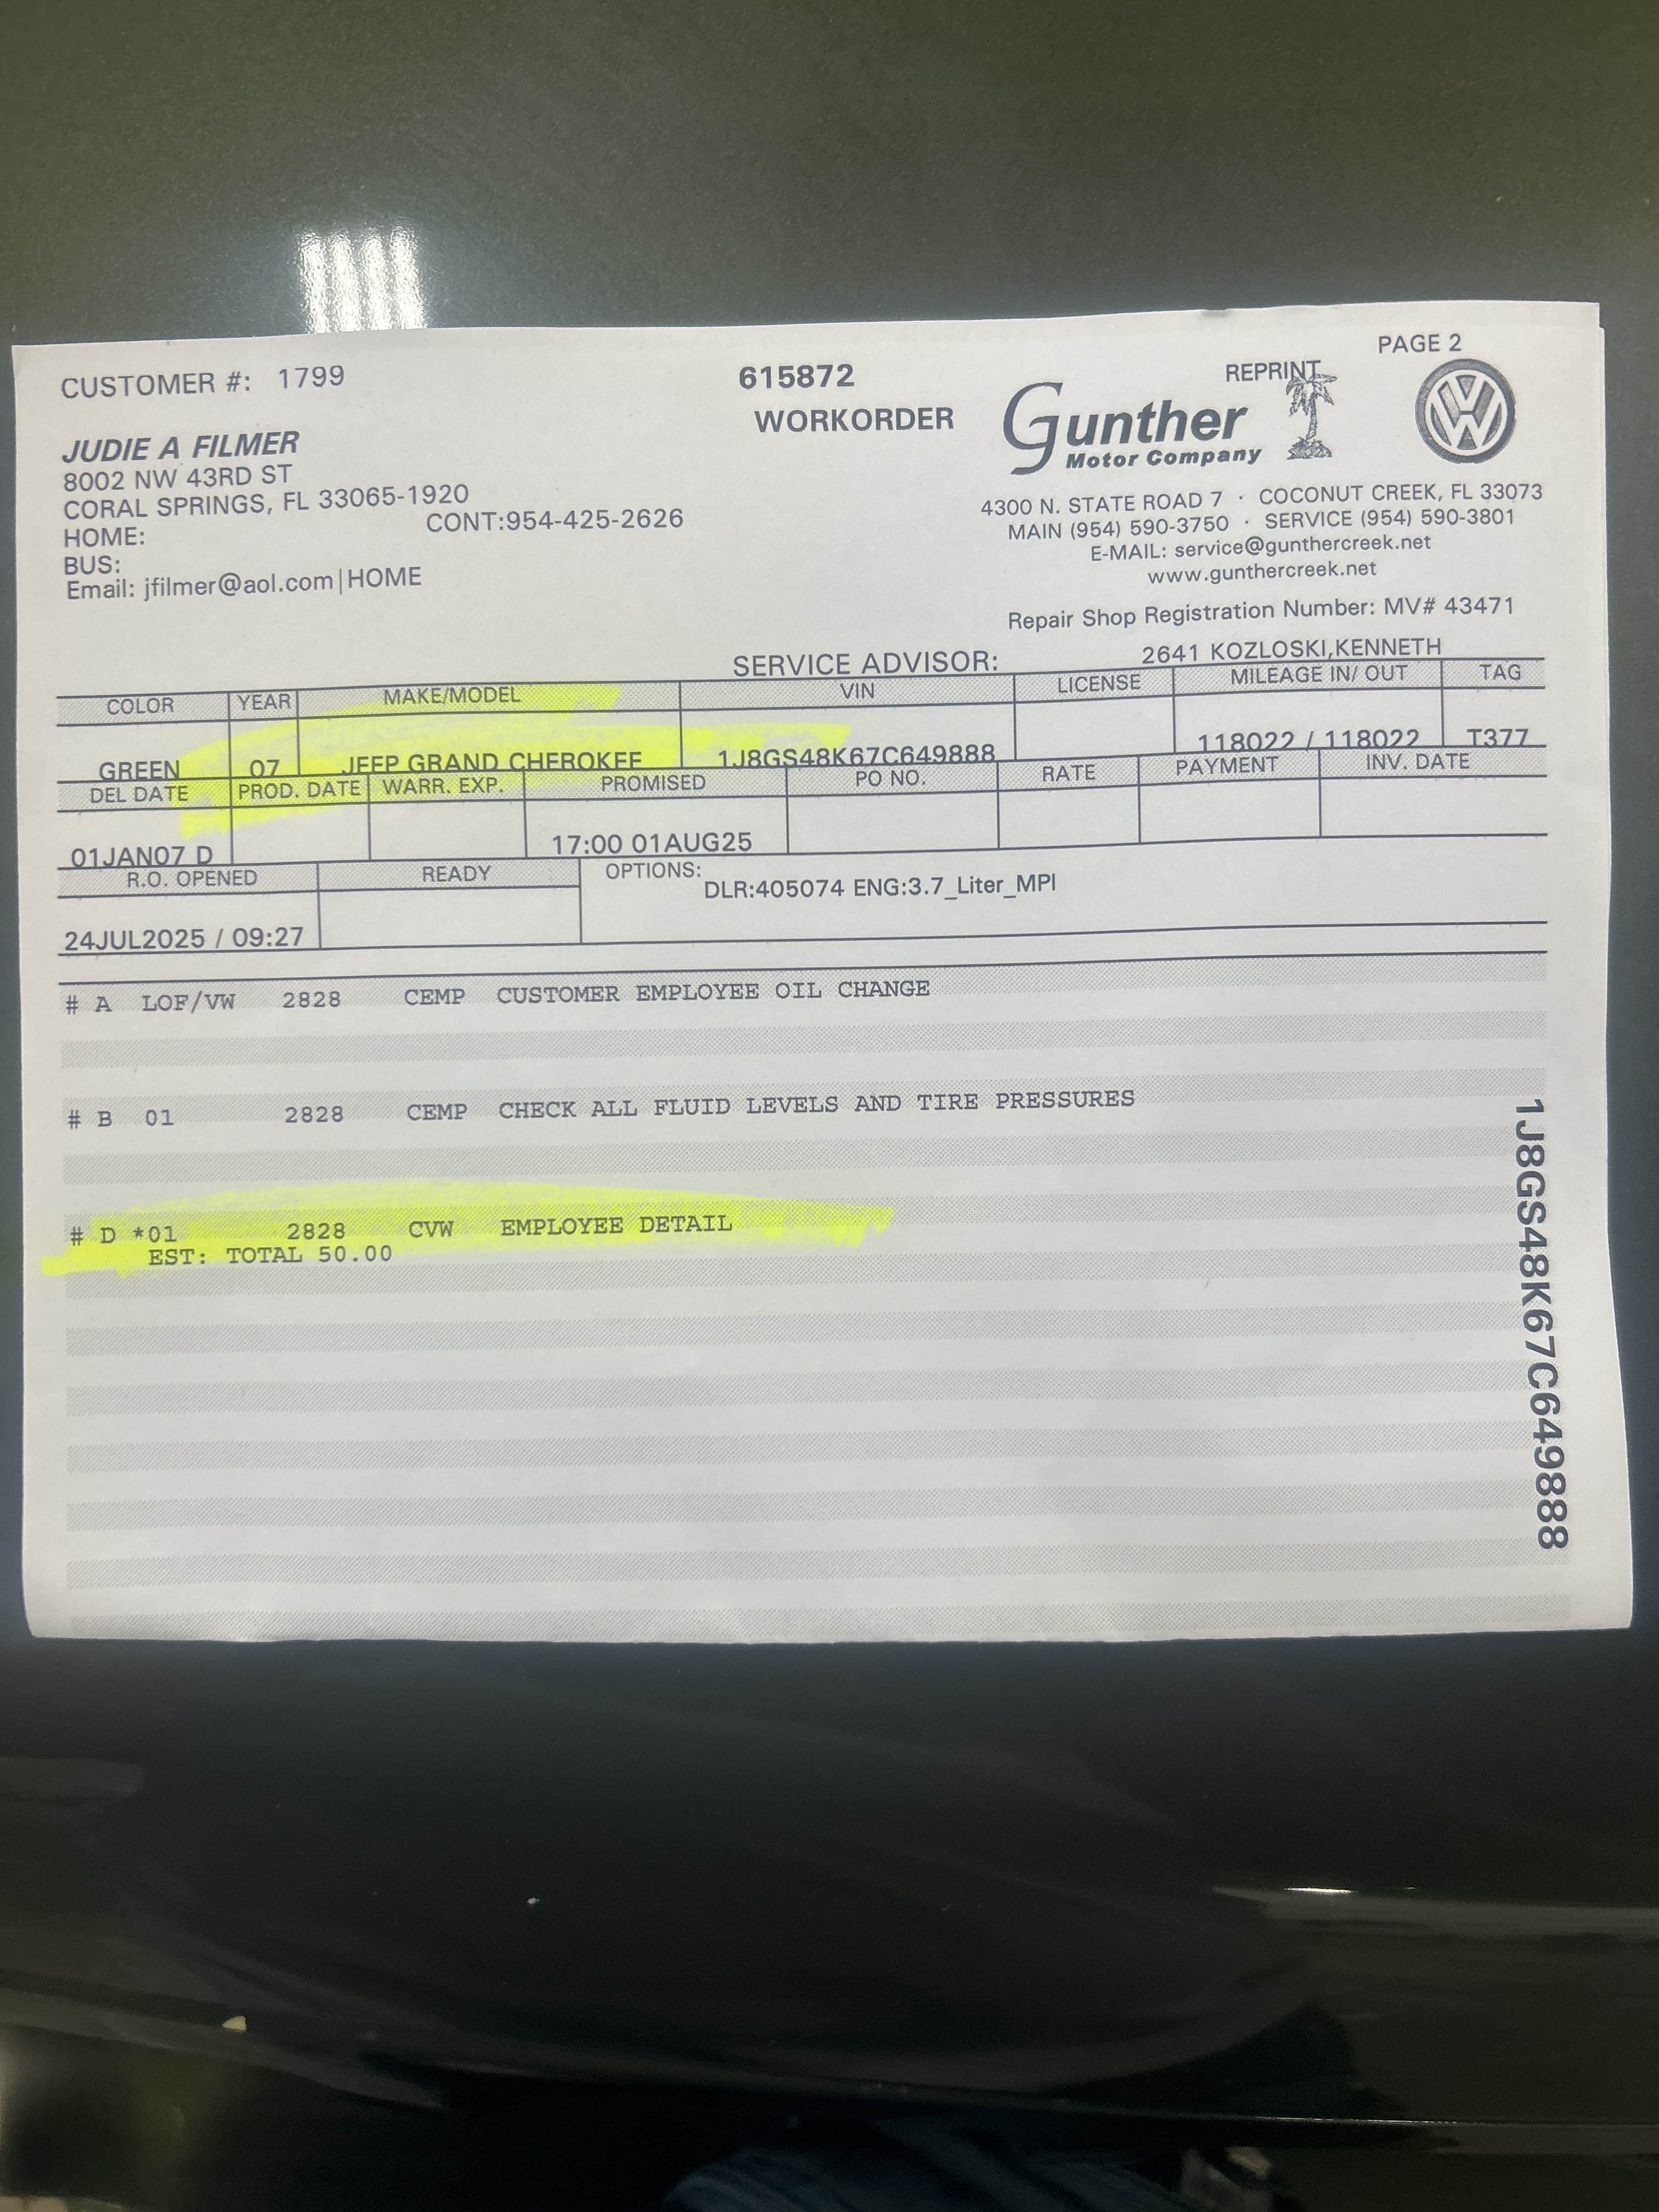 PAGE 2
CUSTOMER #: 1799
615872
REPRINT
WORKORDER
Gunther
Motor Company
JUDIE A FILMER
8002 NW 43RD ST
CORAL SPRINGS, FL 33065-1920
HOME:
CONT:954-425-2626
BUS:
Email: jfilmer@aol.com|HOME
4300 N. STATE ROAD 7 · COCONUT CREEK, FL 33073
MAIN (954) 590-3750 · SERVICE (954) 590-3801
E-MAIL: service@gunthercreek.net
www.gunthercreek.net
Repair Shop Registration Number: MV# 43471
SERVICE ADVISOR: 2641 KOZLOSKI,KENNETH
COLOR YEAR MAKE/MODEL VIN LICENSE MILEAGE IN/ OUT TAG
GREEN 07 JEEP GRAND CHEROKEE 1J8GS48K67C649888 118022 / 118022 T377
DEL DATE PROD. DATE WARR. EXP. PROMISED PO NO. RATE PAYMENT INV. DATE
01JAN07 D 17:00 01AUG25
R.O. OPENED READY OPTIONS: DLR:405074 ENG:3.7_Liter_MPI
24JUL2025 / 09:27
# A LOF/VW 2828 CEMP CUSTOMER EMPLOYEE OIL CHANGE
# B 01 2828 CEMP CHECK ALL FLUID LEVELS AND TIRE PRESSURES
# D *01 2828 CVW EMPLOYEE DETAIL
EST: TOTAL 50.00
1J8GS48K67C649888